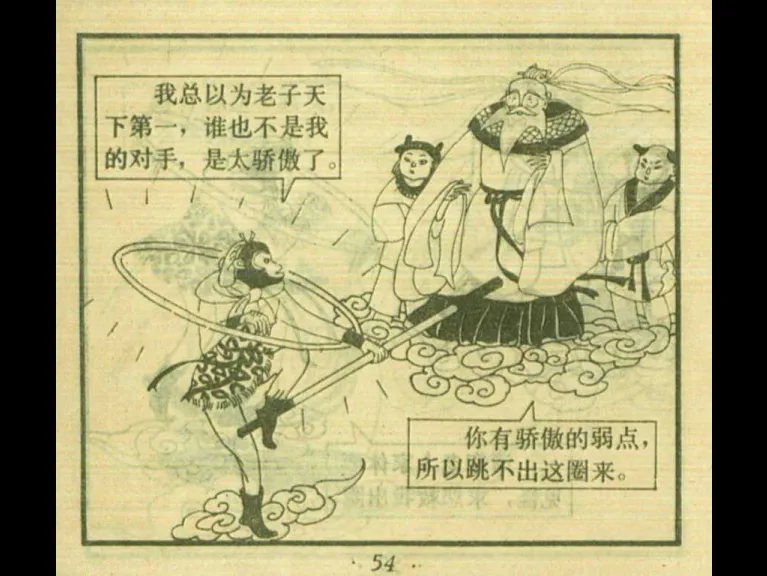 我总以为老子天
下第一，谁也不是我
的对手，是太骄傲了。
你有骄傲的弱点，
所以跳不出这圈来。
· 54 ·